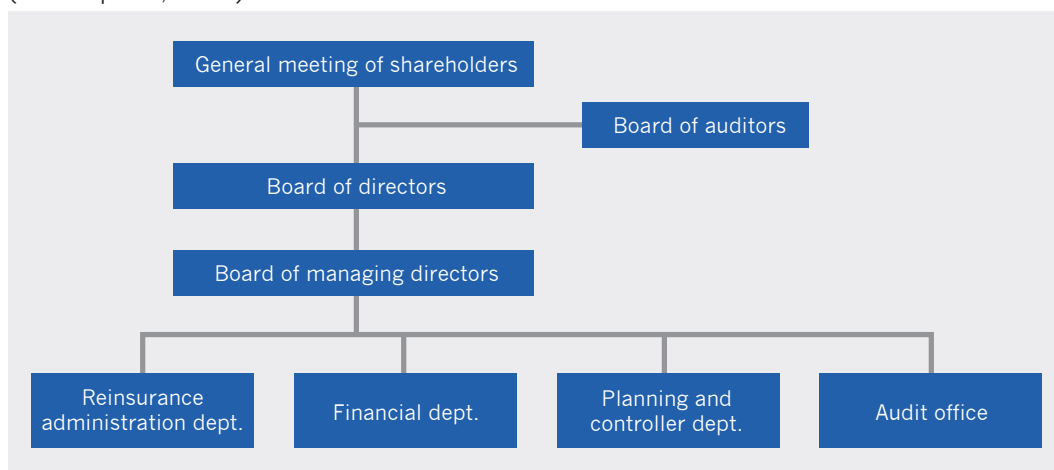 General meeting of shareholders
Board of auditors
Board of directors
Board of managing directors
Reinsurance
administration dept.
Financial dept.
Planning and
controller dept.
Audit office